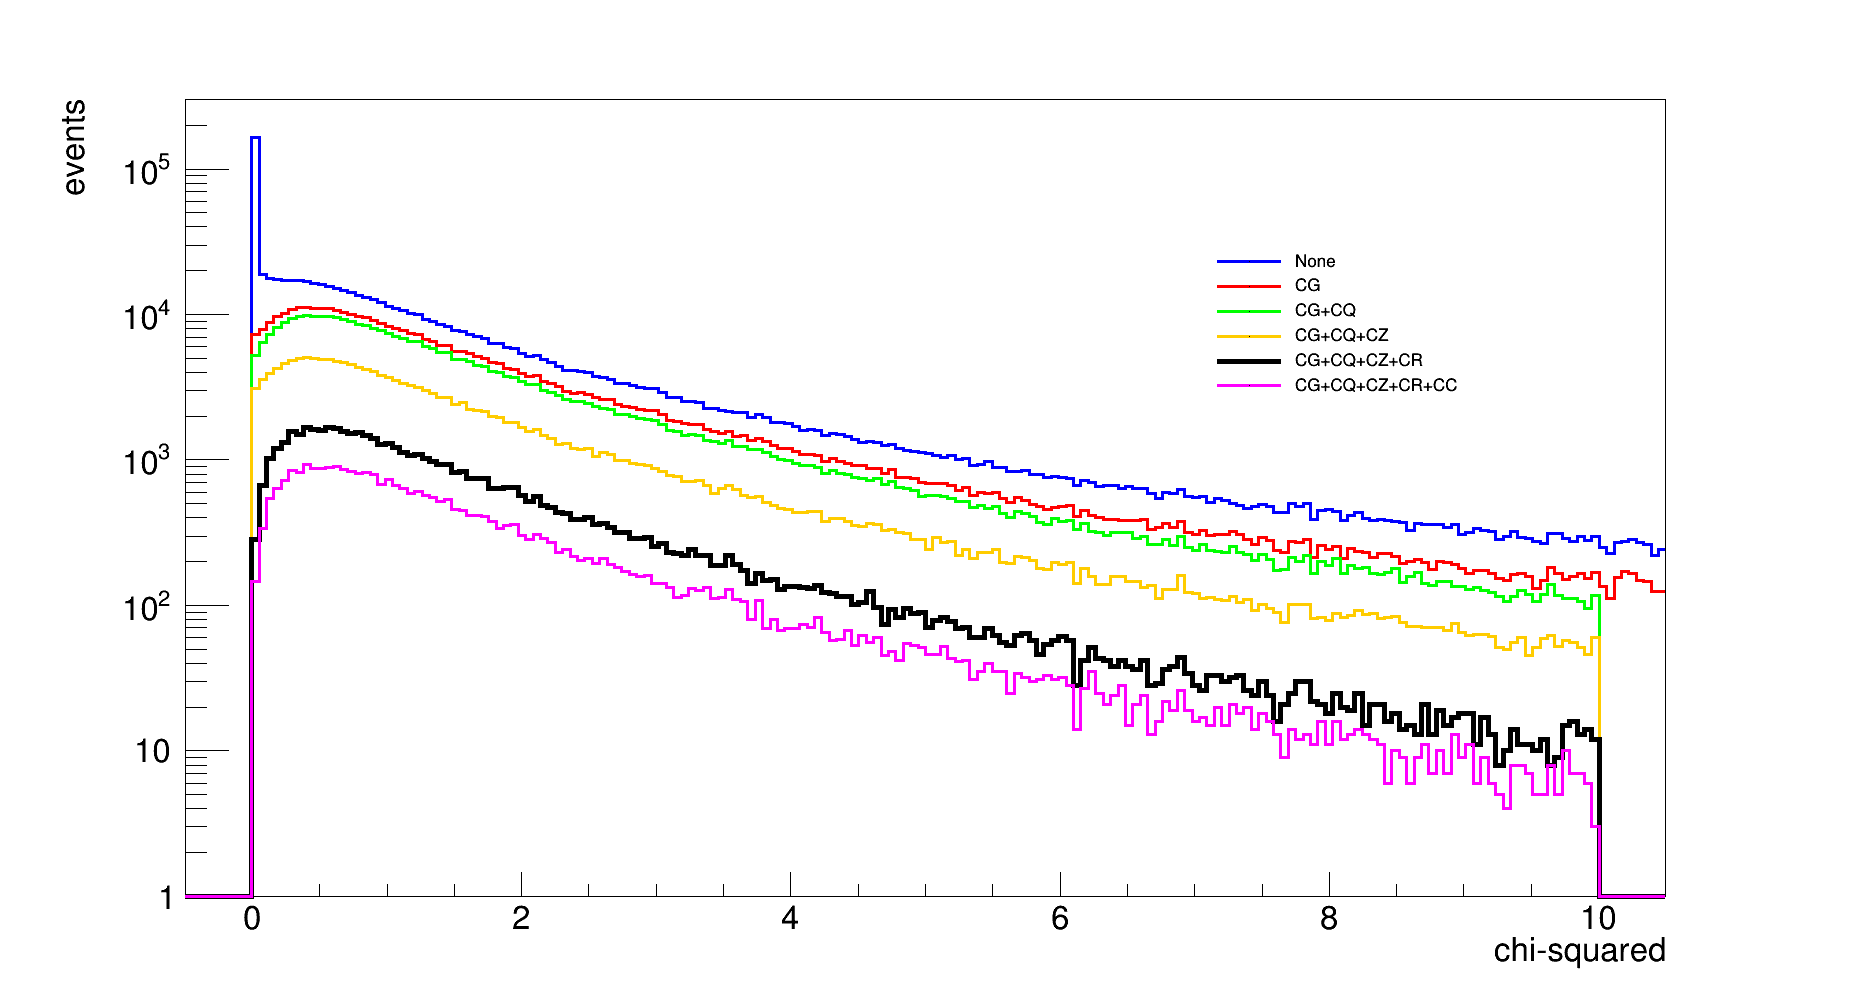 events
10^5
10^4
10^3
10^2
10
1
0 2 4 6 8 10
chi-squared
None
CG
CG+CQ
CG+CQ+CZ
CG+CQ+CZ+CR
CG+CQ+CZ+CR+CC